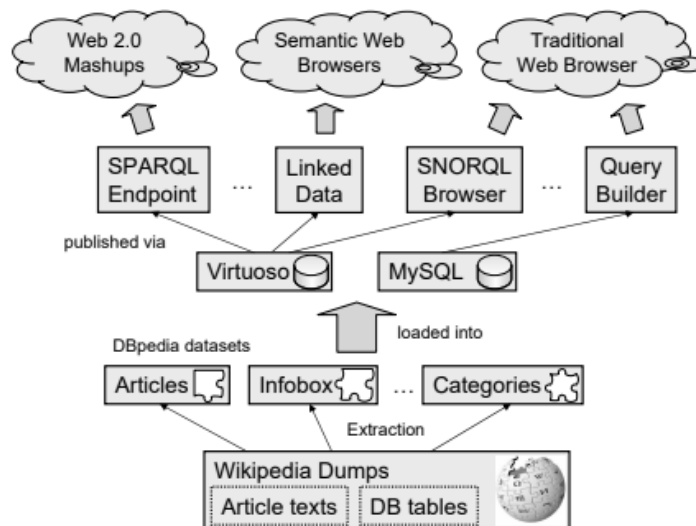 Web 2.0
Mashups
Semantic Web
Browsers
Traditional
Web Browser
SPARQL
Endpoint
...
Linked
Data
SNORQL
Browser
...
Query
Builder
published via
Virtuoso
MySQL
loaded into
DBpedia datasets
Articles
Infobox
...
Categories
Extraction
Wikipedia Dumps
Article texts
DB tables